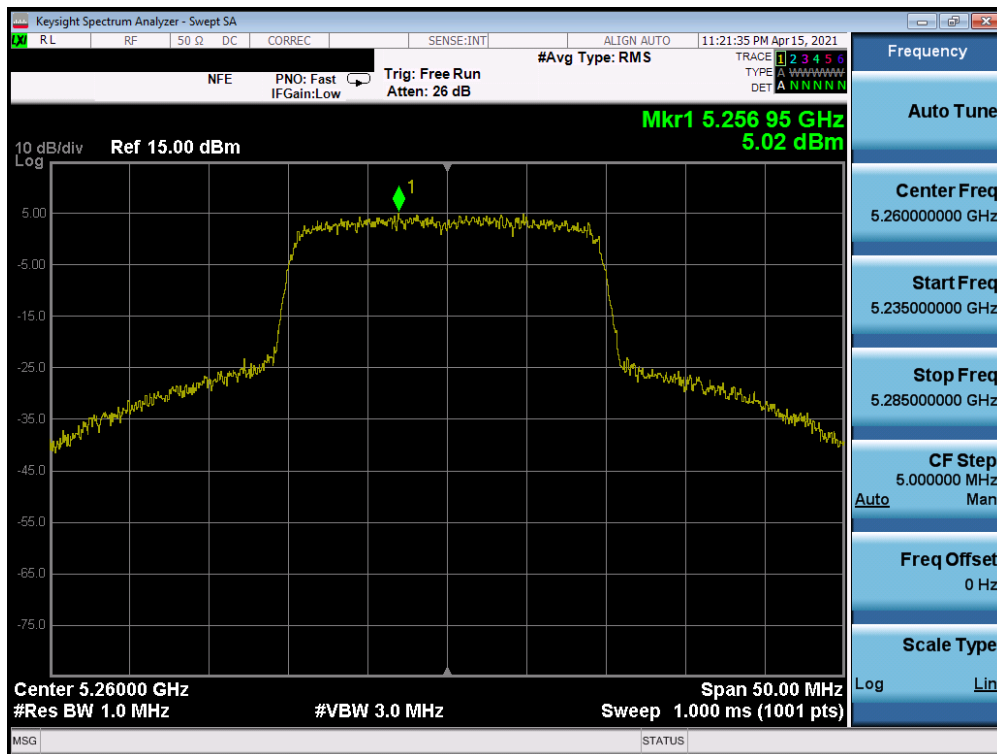 Keysight Spectrum Analyzer - Swept SA
LXI RL RF 50 Ω DC CORREC SENSE:INT ALIGN AUTO 11:21:35 PM Apr 15, 2021
NFE PNO: Fast IFGain:Low Trig: Free Run Atten: 26 dB #Avg Type: RMS
TRACE 1 2 3 4 5 6
TYPE A WWWWW
DET A N N N N N
Mkr1 5.256 95 GHz
5.02 dBm
10 dB/div Ref 15.00 dBm
Log
1
5.00
-5.00
-15.0
-25.0
-35.0
-45.0
-55.0
-65.0
-75.0
Center 5.26000 GHz Span 50.00 MHz
#Res BW 1.0 MHz #VBW 3.0 MHz Sweep 1.000 ms (1001 pts)
MSG STATUS
Frequency
Auto Tune
Center Freq
5.260000000 GHz
Start Freq
5.235000000 GHz
Stop Freq
5.285000000 GHz
CF Step
5.000000 MHz
Auto Man
Freq Offset
0 Hz
Scale Type
Log Lin